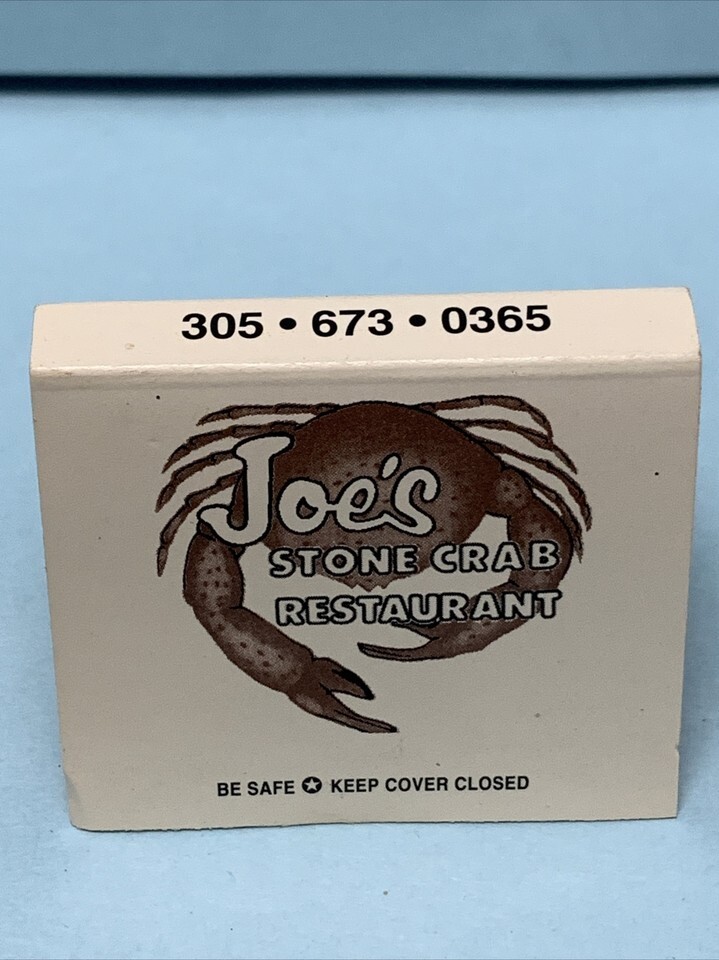 305 • 673 • 0365
Joe's
STONE CRAB
RESTAURANT
BE SAFE ✪ KEEP COVER CLOSED